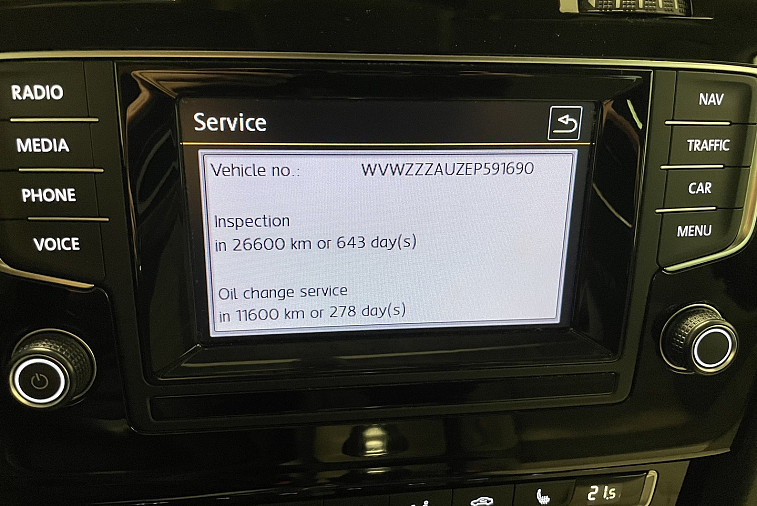 RADIO
MEDIA
PHONE
VOICE
Service
Vehicle no.: WVWZZZAUZEP591690
Inspection
in 26600 km or 643 day(s)
Oil change service
in 11600 km or 278 day(s)
NAV
TRAFFIC
CAR
MENU
21.5